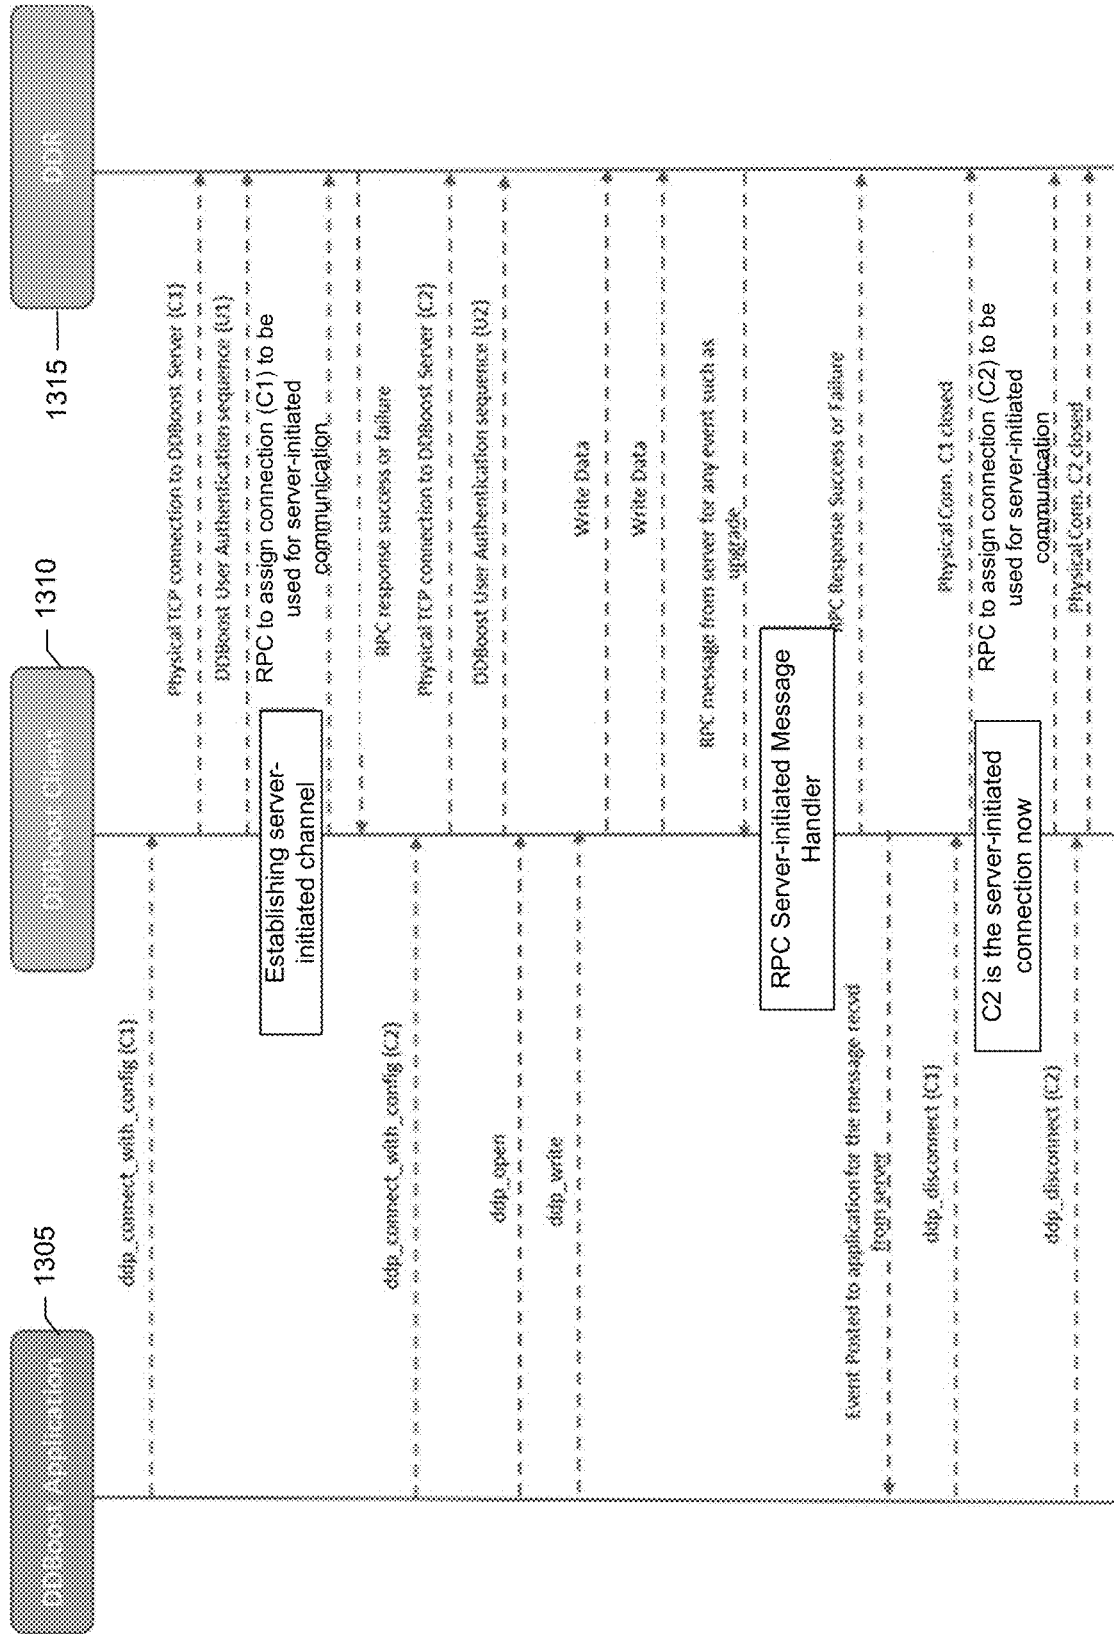 DDBoost Application
1305
DDBoost Client
1310
1315
DDR
ddp_connect_with_config (C1)
Physical TCP connection to DDBoost Server (C1)
DDBoost User Authentication sequence (U1)
RPC to assign connection (C1) to be
used for server-initiated
communication
Establishing server-
initiated channel
RPC response success or failure
ddp_connect_with_config (C2)
Physical TCP connection to DDBoost Server (C2)
DDBoost User Authentication sequence (U2)
ddp_open
ddp_write
Write Data
Write Data
RPC message from server for any event such as
upgrade
RPC Server-initiated Message
Handler
RPC Response Success or Failure
Event Posted to application for the message recvd
from server
ddp_disconnect (C1)
Physical Conn. C1 closed
C2 is the server-initiated
connection now
RPC to assign connection (C2) to be
used for server-initiated
communication
ddp_disconnect (C2)
Physical Conn. C2 closed